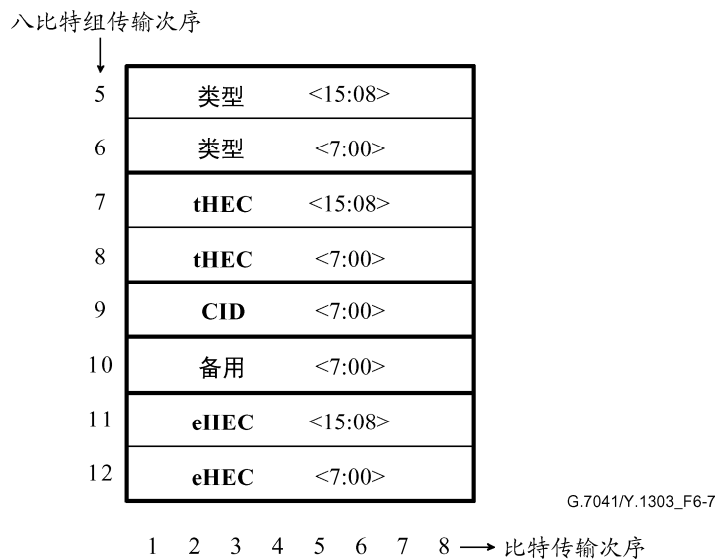 八比特组传输次序
5 类型 <15:08>
6 类型 <7:00>
7 tHEC <15:08>
8 tHEC <7:00>
9 CID <7:00>
10 备用 <7:00>
11 eIIEC <15:08>
12 eHEC <7:00>
G.7041/Y.1303_F6-7
1 2 3 4 5 6 7 8 比特传输次序